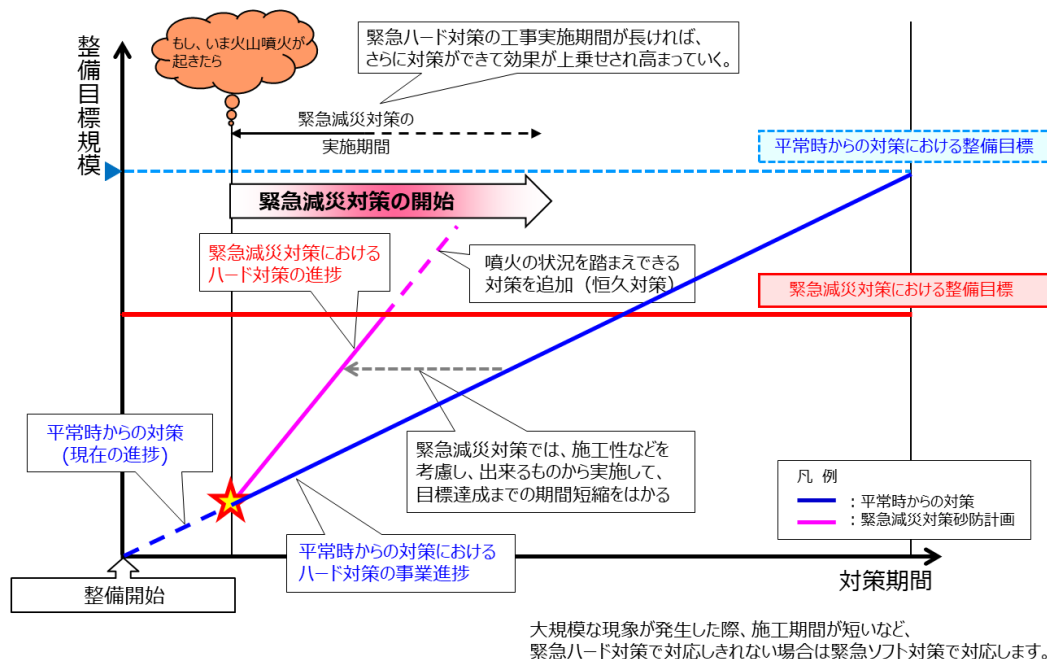 整備目標規模
もし、いま火山噴火が
起きたら
緊急ハード対策の工事実施期間が長ければ、
さらに対策ができて効果が上乗せされ高まっていく。
緊急減災対策の
実施期間
平常時からの対策における整備目標
緊急減災対策の開始
緊急減災対策における
ハード対策の進捗
噴火の状況を踏まえできる
対策を追加（恒久対策）
緊急減災対策における整備目標
平常時からの対策
(現在の進捗)
緊急減災対策では、施工性などを
考慮し、出来るものから実施して、
目標達成までの期間短縮をはかる
凡 例
：平常時からの対策
：緊急減災対策砂防計画
平常時からの対策における
ハード対策の事業進捗
整備開始
対策期間
大規模な現象が発生した際、施工期間が短いなど、
緊急ハード対策で対応しきれない場合は緊急ソフト対策で対応します。